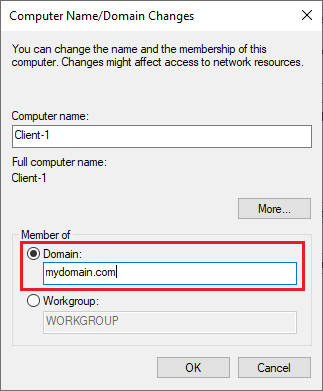 Computer Name/Domain Changes
You can change the name and the membership of this
computer. Changes might affect access to network resources.
Computer name:
Client-1
Full computer name:
Client-1
More...
Member of
Domain:
mydomain.com
Workgroup:
WORKGROUP
OK
Cancel